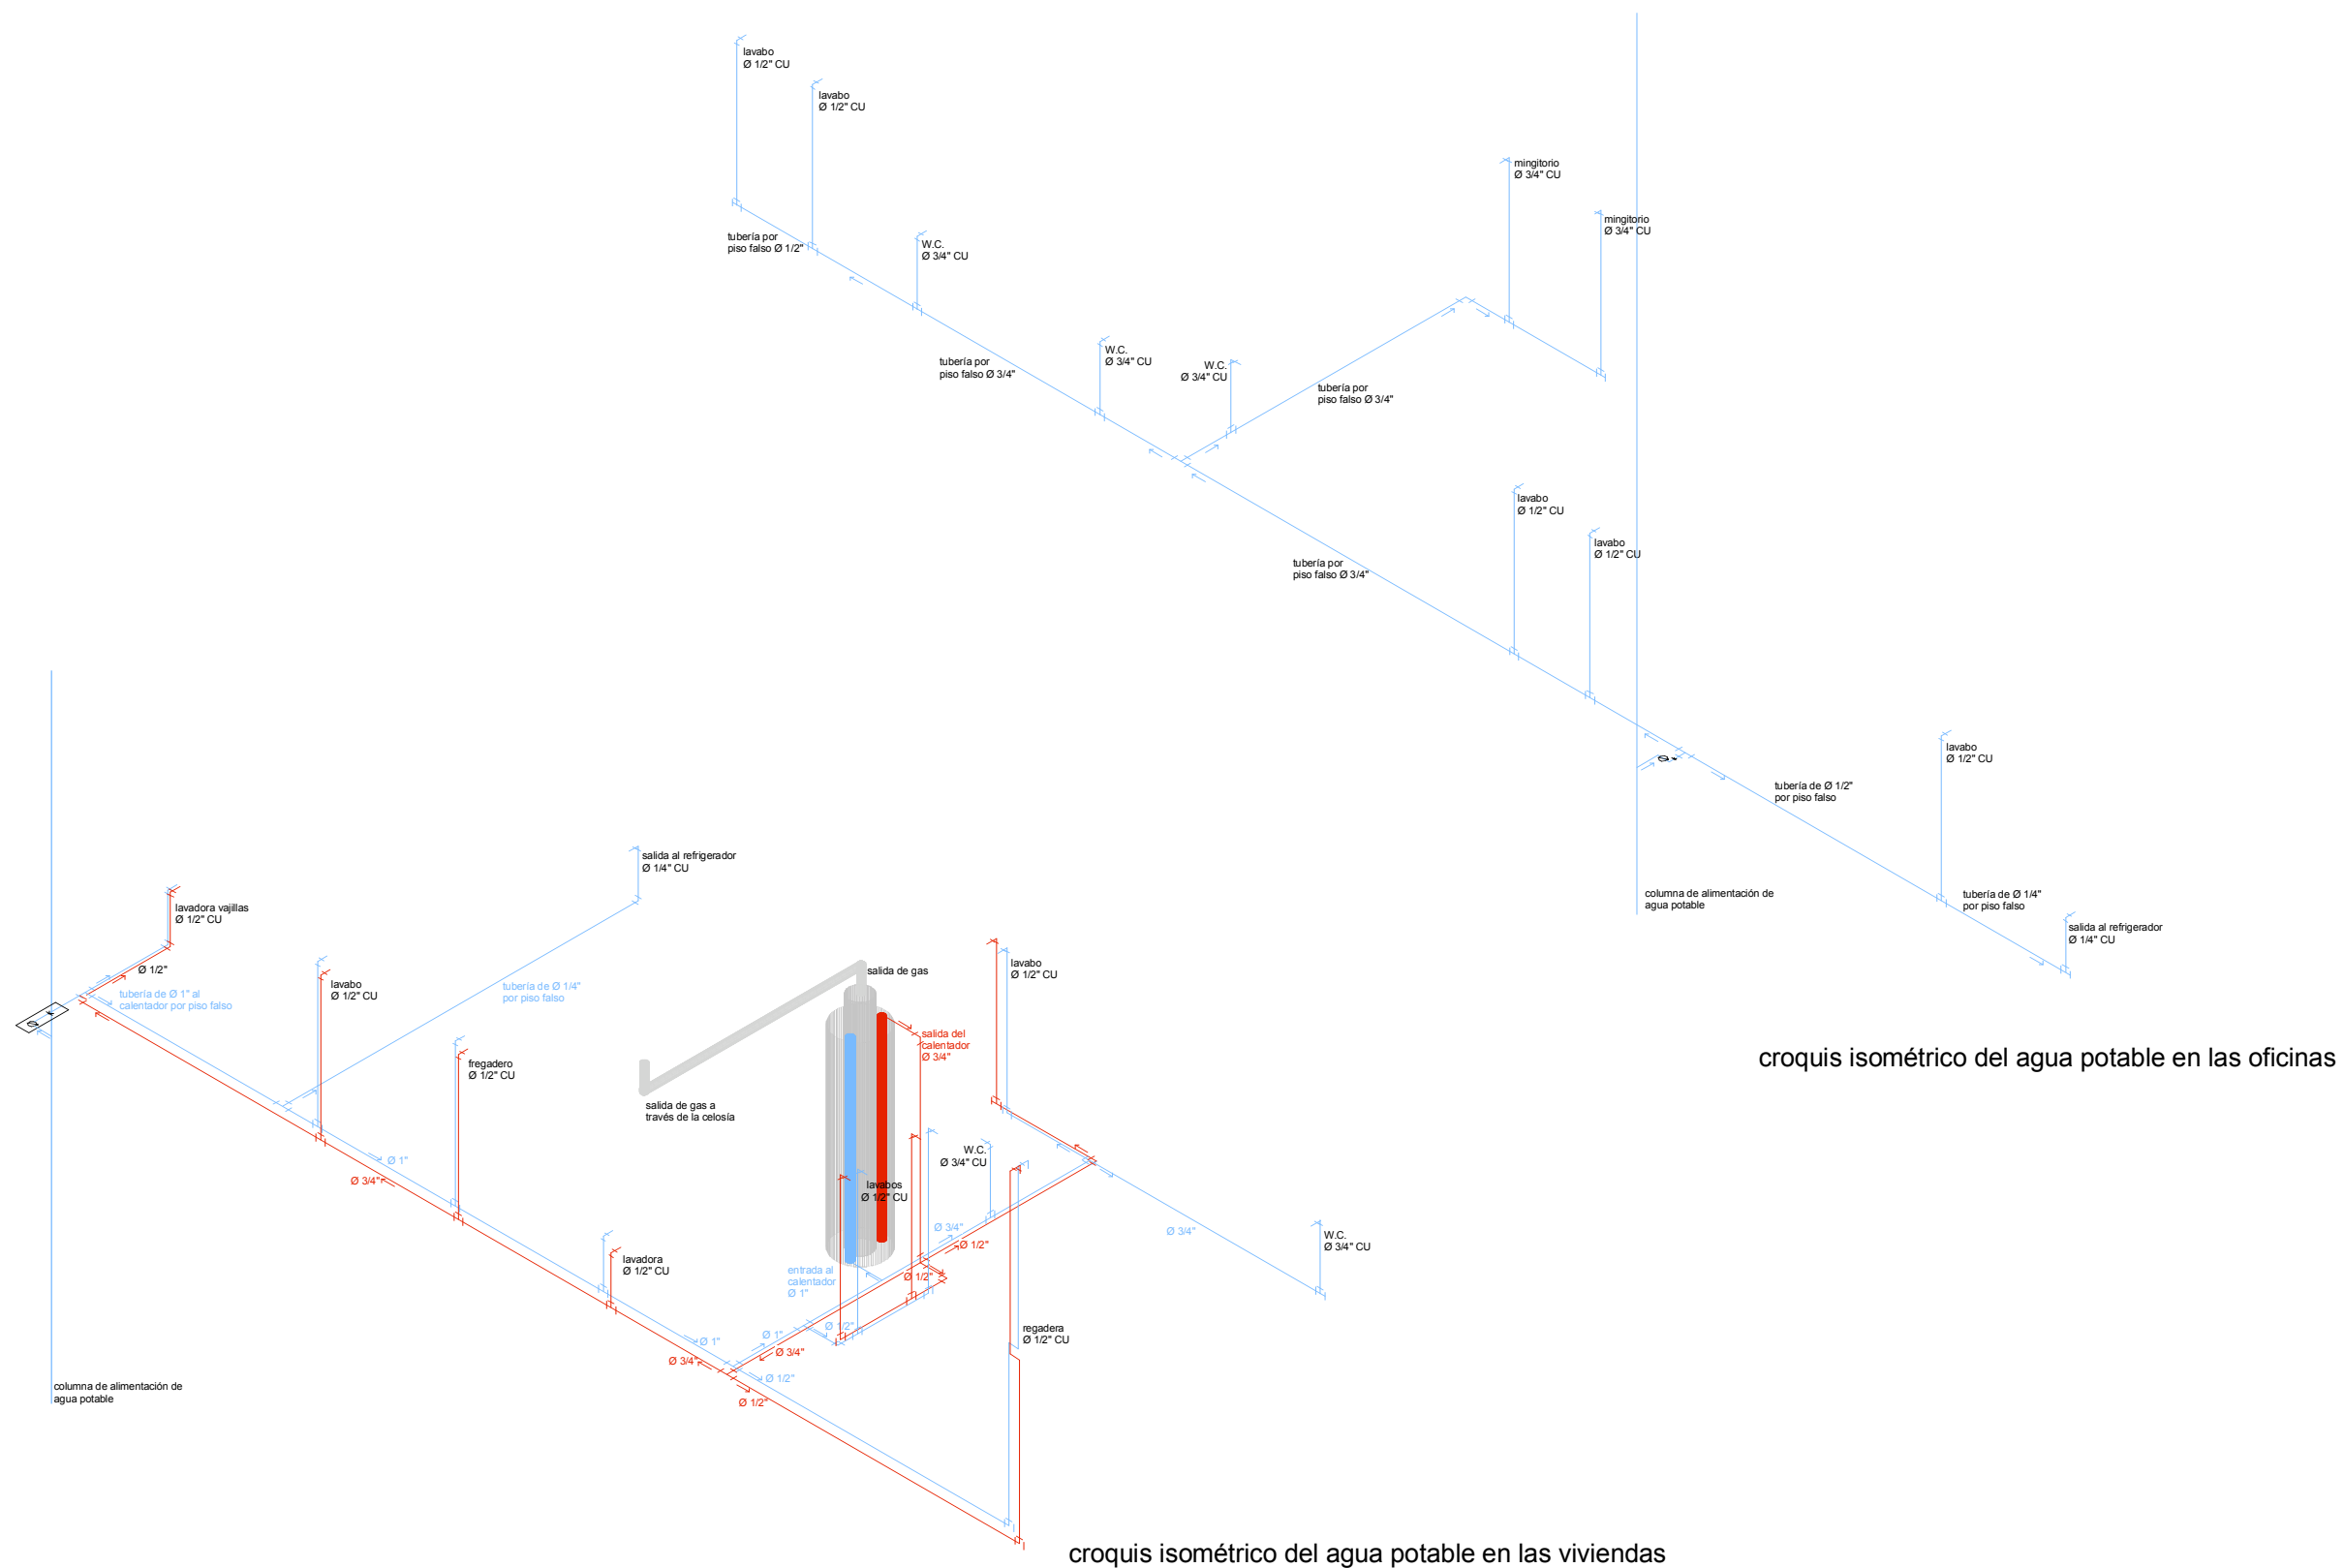 lavabo
Ø 1/2" CU
lavabo
Ø 1/2" CU
mingitorio
Ø 3/4" CU
mingitorio
Ø 3/4" CU
tubería por
piso falso Ø 1/2"
W.C.
Ø 3/4" CU
W.C.
Ø 3/4" CU
W.C.
Ø 3/4" CU
tubería por
piso falso Ø 3/4"
tubería por
piso falso Ø 3/4"
lavabo
Ø 1/2" CU
lavabo
Ø 1/2" CU
tubería por
piso falso Ø 3/4"
lavabo
Ø 1/2" CU
tubería de Ø 1/2"
por piso falso
columna de alimentación de
agua potable
tubería de Ø 1/4"
por piso falso
salida al refrigerador
Ø 1/4" CU
croquis isométrico del agua potable en las oficinas
salida al refrigerador
Ø 1/4" CU
lavadora vajillas
Ø 1/2" CU
Ø 1/2"
tubería de Ø 1" al
calentador por piso falso
lavabo
Ø 1/2" CU
tubería de Ø 1/4"
por piso falso
salida de gas
lavabo
Ø 1/2" CU
salida del
calentador
Ø 3/4"
fregadero
Ø 1/2" CU
salida de gas a
través de la celosía
Ø 1"
Ø 3/4"
W.C.
Ø 3/4" CU
lavabos
Ø 1/2" CU
Ø 3/4"
Ø 1/2"
Ø 3/4"
W.C.
Ø 3/4" CU
lavadora
Ø 1/2" CU
entrada al
calentador
Ø 1"
Ø 1/2"
Ø 1/2"
regadera
Ø 1/2" CU
Ø 1"
Ø 1"
Ø 3/4"
Ø 3/4"
Ø 1/2"
Ø 1/2"
columna de alimentación de
agua potable
croquis isométrico del agua potable en las viviendas